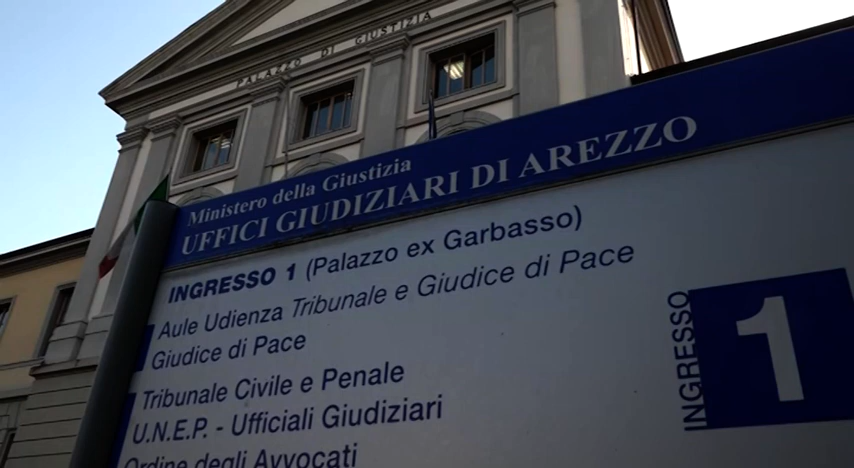 PALAZZO DI GIUSTIZIA
Ministero della Giustizia
UFFICI GIUDIZIARI DI AREZZO
INGRESSO 1 (Palazzo ex Garbasso)
Aule Udienza Tribunale e Giudice di Pace
Giudice di Pace
Tribunale Civile e Penale
U.N.E.P. - Ufficiali Giudiziari
Ordine degli Avvocati
INGRESSO
1